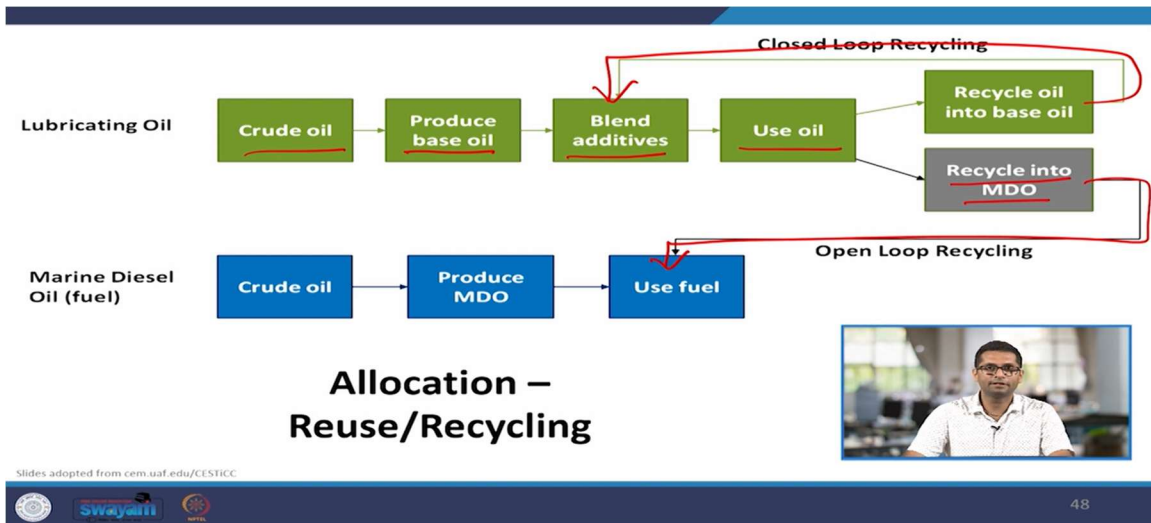 Closed Loop Recycling
Lubricating Oil
Crude oil
Produce
base oil
Blend
additives
Use oil
Recycle oil
into base oil
Recycle into
MDO
Open Loop Recycling
Marine Diesel
Oil (fuel)
Crude oil
Produce
MDO
Use fuel
Allocation –
Reuse/Recycling
Slides adopted from cem.uaf.edu/CESTiCC
swayam
NPTEL
48